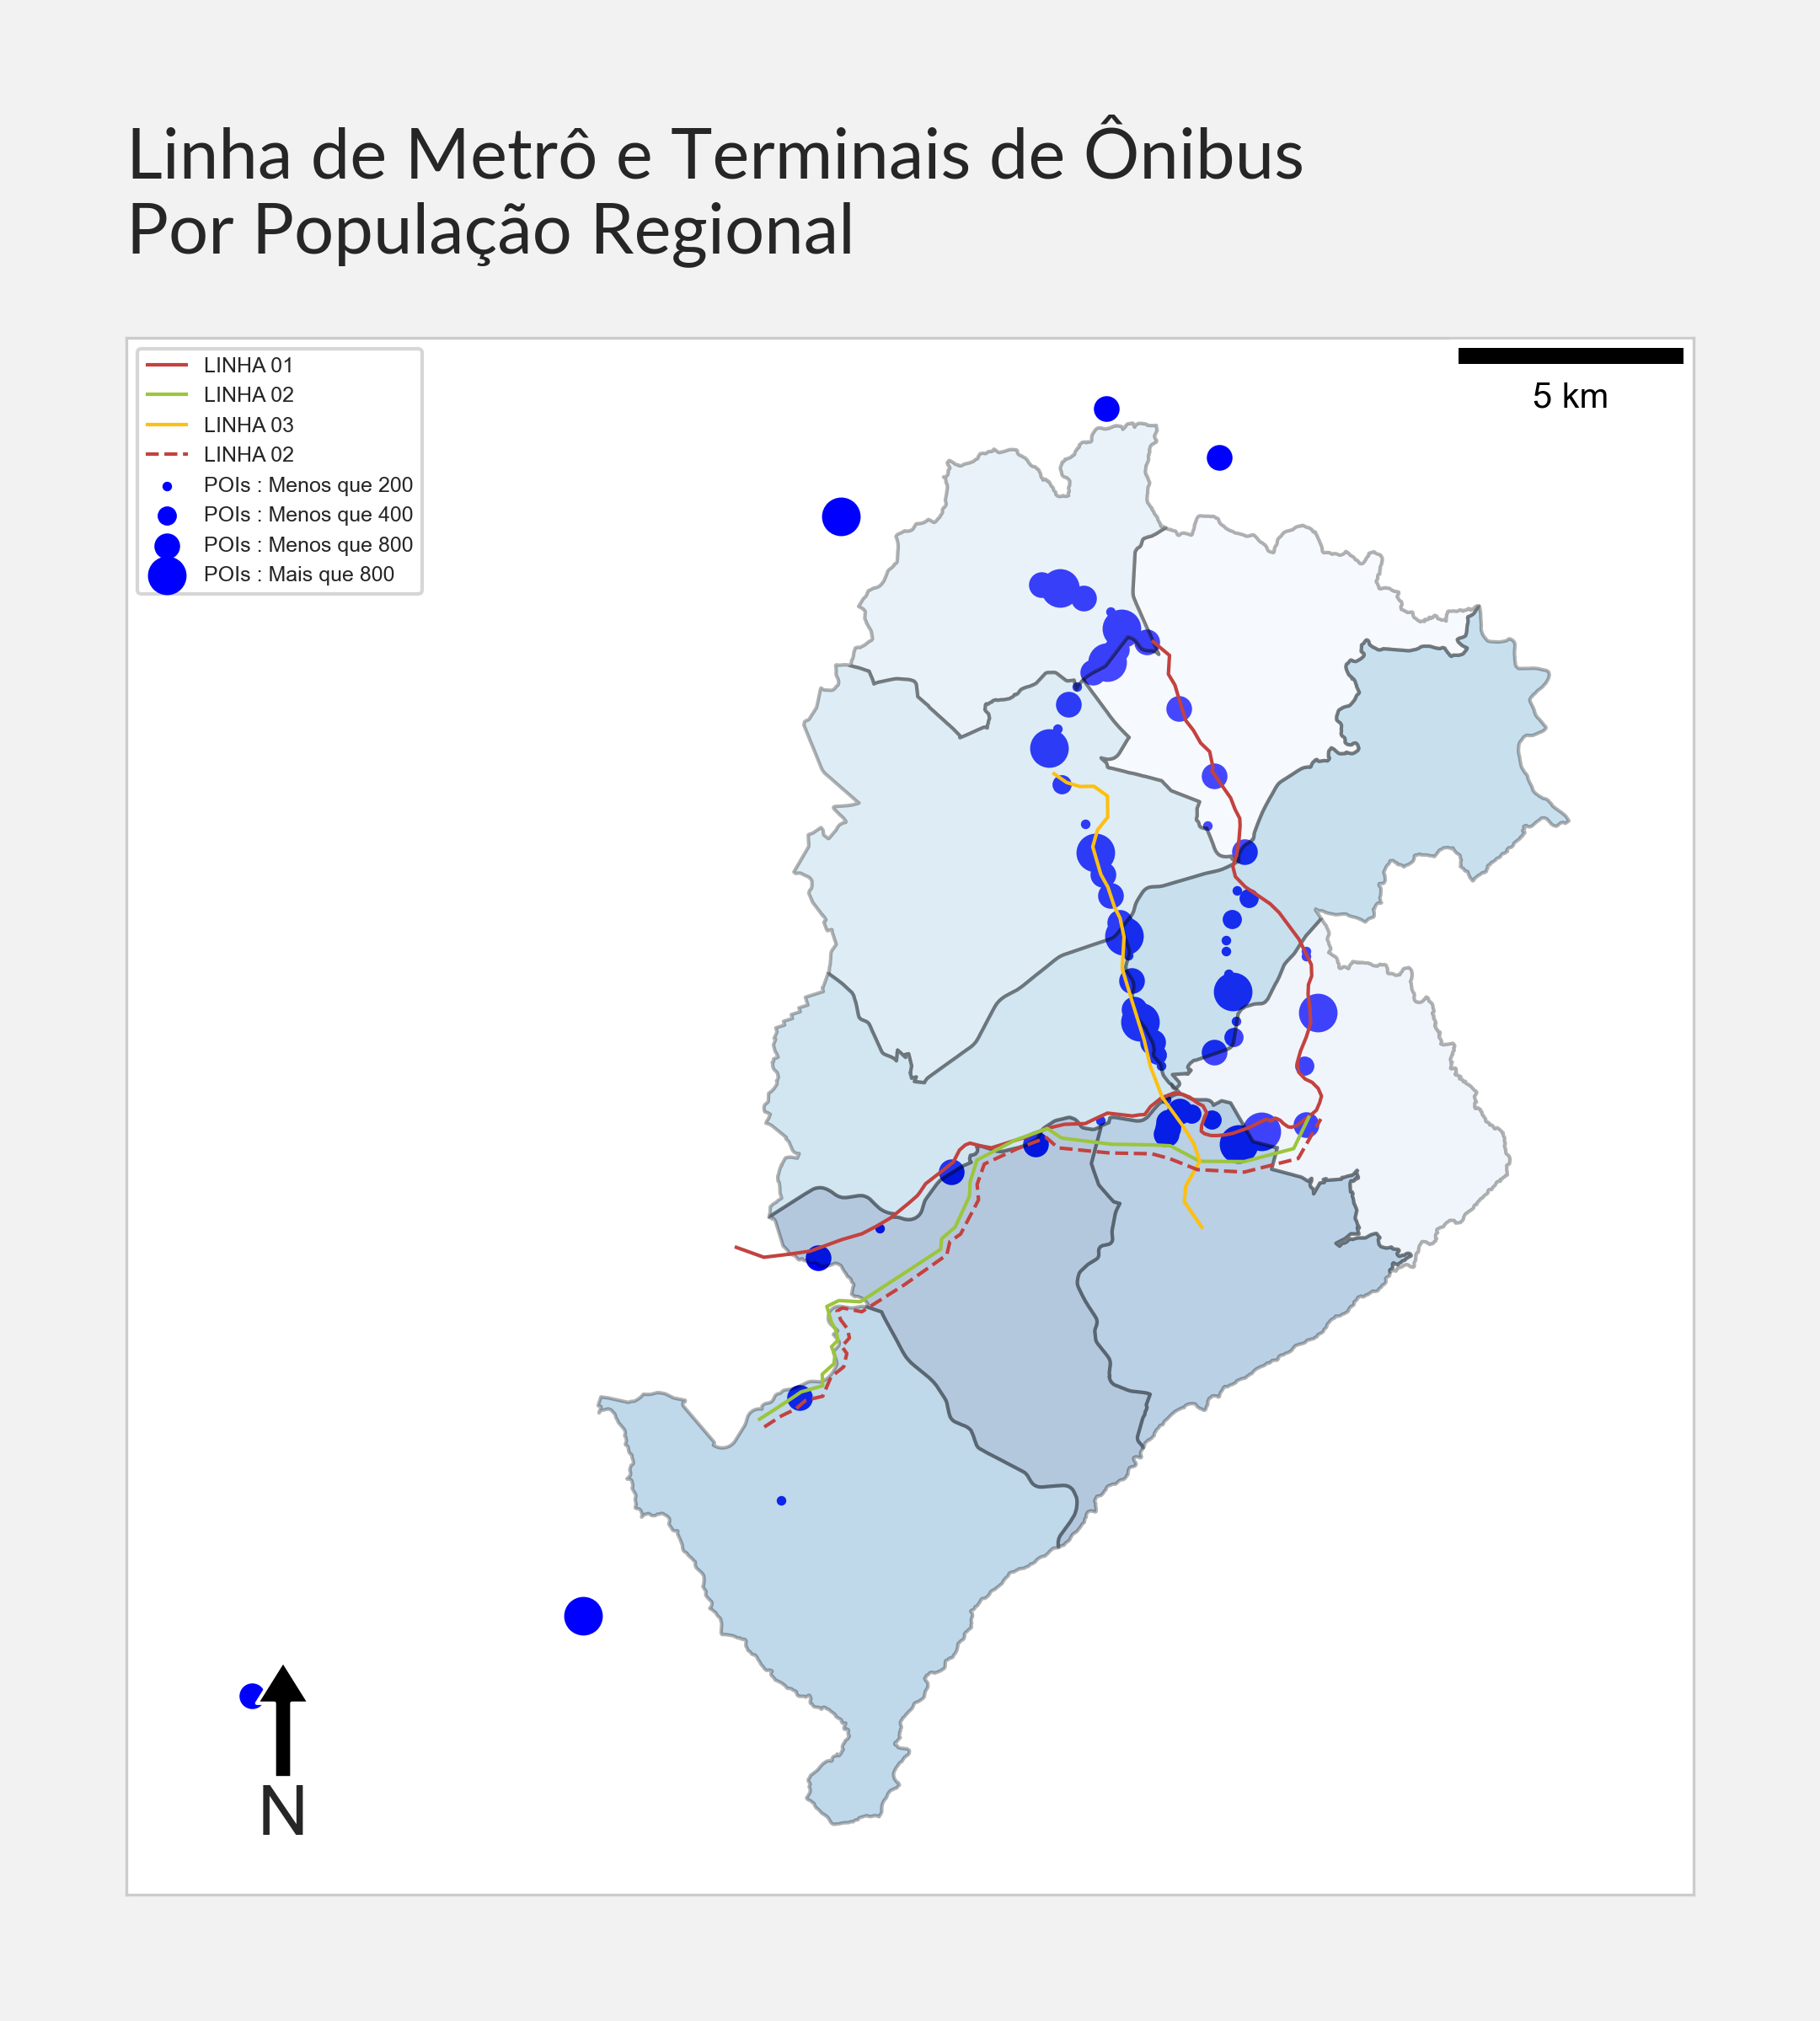 Linha de Metrô e Terminais de Ônibus
Por População Regional
LINHA 01
LINHA 02
LINHA 03
LINHA 02
POIs : Menos que 200
POIs : Menos que 400
POIs : Menos que 800
POIs : Mais que 800
5 km
N